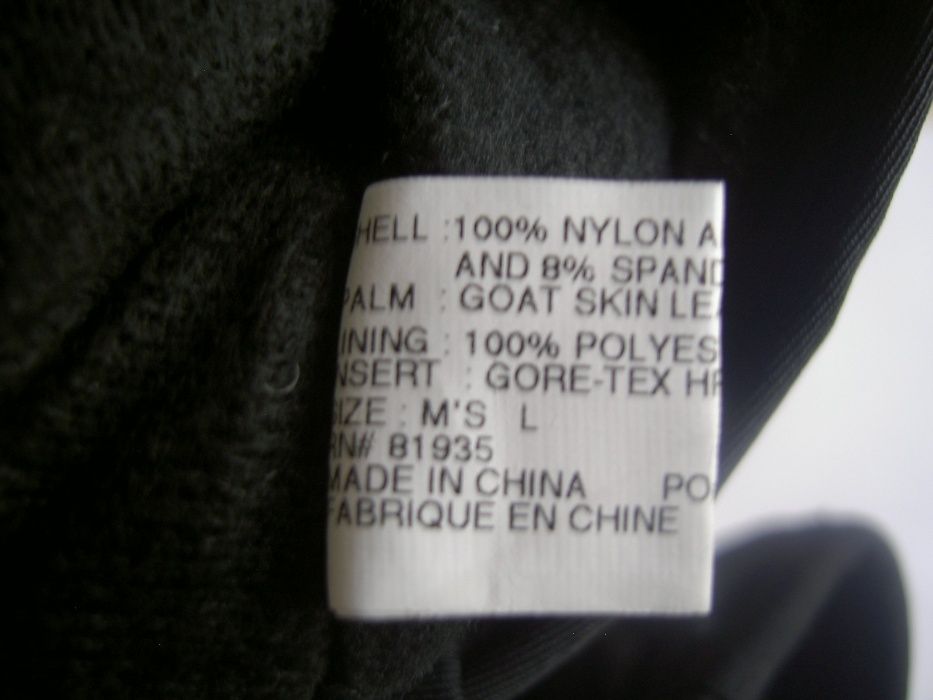 HELL : 100% NYLON A
AND 8% SPAND
PALM : GOAT SKIN LEA
INING : 100% POLYES
NSERT : GORE-TEX HP
SIZE : M'S L
RN# 81935
MADE IN CHINA PO
FABRIQUE EN CHINE